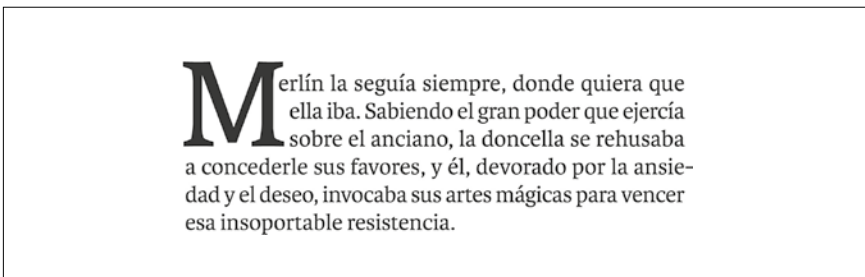 Merlín la seguía siempre, donde quiera que
ella iba. Sabiendo el gran poder que ejercía
sobre el anciano, la doncella se rehusaba
a concederle sus favores, y él, devorado por la ansie-
dad y el deseo, invocaba sus artes mágicas para vencer
esa insoportable resistencia.